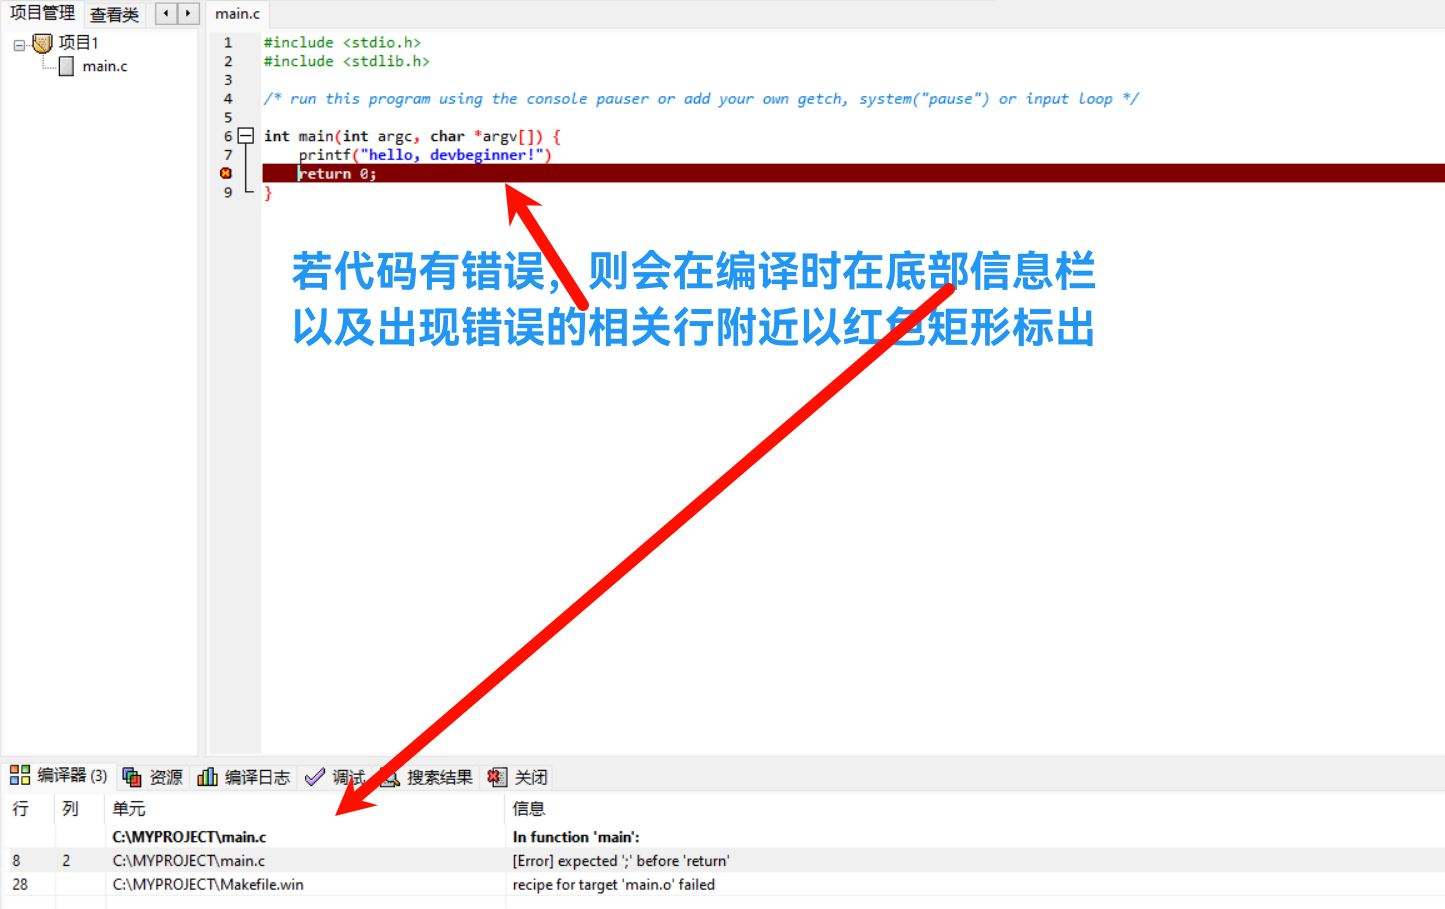 项目管理 查看类
main.c
项目1
main.c
1 #include <stdio.h>
2 #include <stdlib.h>
3
4 /* run this program using the console pauser or add your own getch, system("pause") or input loop */
5
6 int main(int argc, char *argv[]) {
7 printf("hello, devbeginner!")
return 0;
9 }
若代码有错误，则会在编译时在底部信息栏
以及出现错误的相关行附近以红色矩形标出
编译器 (3) 资源 编译日志 调试 搜索结果 关闭
行 列 单元 信息
C:\MYPROJECT\main.c In function 'main':
8 2 C:\MYPROJECT\main.c [Error] expected ';' before 'return'
28 C:\MYPROJECT\Makefile.win recipe for target 'main.o' failed